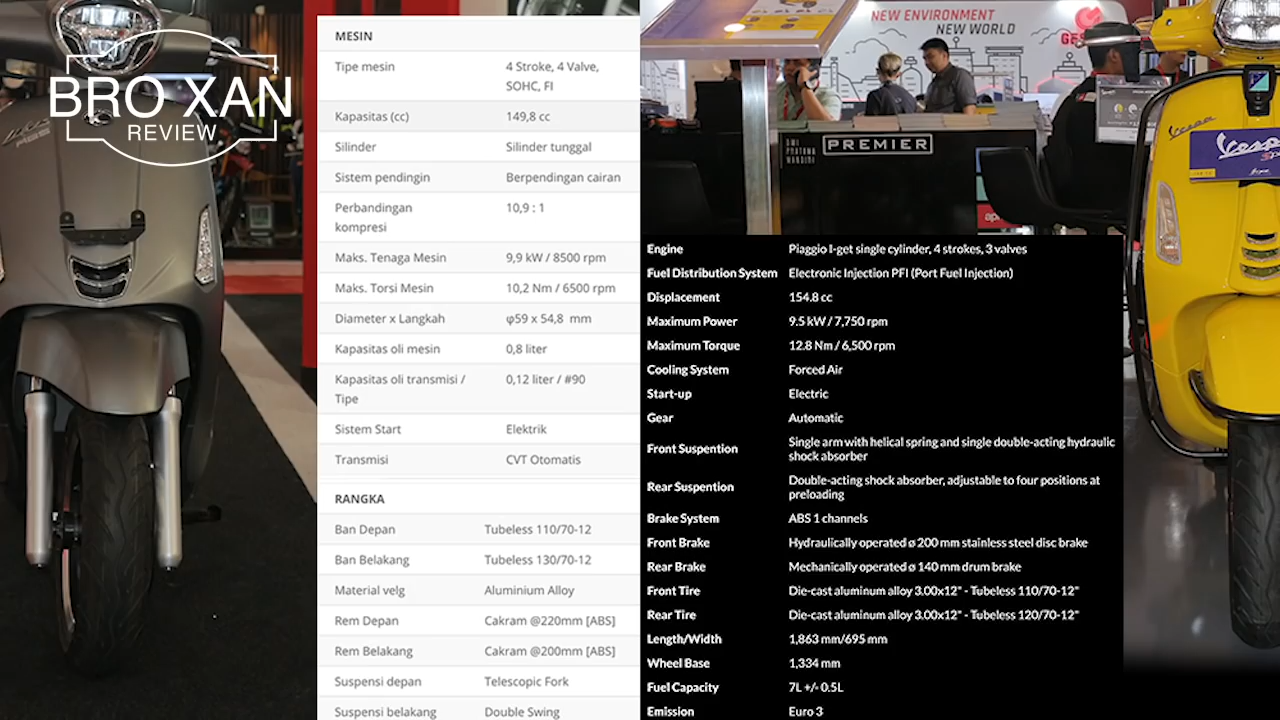 BRO XAN
REVIEW
MESIN
Tipe mesin 4 Stroke, 4 Valve,
SOHC, FI
Kapasitas (cc) 149,8 cc
Silinder Silinder tunggal
Sistem pendingin Berpendingin cairan
Perbandingan 10,9 : 1
kompresi
Maks. Tenaga Mesin 9,9 kW / 8500 rpm
Maks. Torsi Mesin 10,2 Nm / 6500 rpm
Diameter x Langkah φ59 x 54,8 mm
Kapasitas oli mesin 0,8 liter
Kapasitas oli transmisi / 0,12 liter / #90
Tipe
Sistem Start Elektrik
Transmisi CVT Otomatis
RANGKA
Ban Depan Tubeless 110/70-12
Ban Belakang Tubeless 130/70-12
Material velg Aluminium Alloy
Rem Depan Cakram @220mm [ABS]
Rem Belakang Cakram @200mm [ABS]
Suspensi depan Telescopic Fork
Suspensi belakang Double Swing
NEW ENVIRONMENT
NEW WORLD
PREMIER
Vespa
Vespa
Engine Piaggio I-get single cylinder, 4 strokes, 3 valves
Fuel Distribution System Electronic Injection PFI (Port Fuel Injection)
Displacement 154.8 cc
Maximum Power 9.5 kW / 7,750 rpm
Maximum Torque 12.8 Nm / 6,500 rpm
Cooling System Forced Air
Start-up Electric
Gear Automatic
Front Suspention Single arm with helical spring and single double-acting hydraulic
shock absorber
Rear Suspention Double-acting shock absorber, adjustable to four positions at
preloading
Brake System ABS 1 channels
Front Brake Hydraulically operated ø 200 mm stainless steel disc brake
Rear Brake Mechanically operated ø 140 mm drum brake
Front Tire Die-cast aluminum alloy 3.00x12" - Tubeless 110/70-12"
Rear Tire Die-cast aluminum alloy 3.00x12" - Tubeless 120/70-12"
Length/Width 1,863 mm/695 mm
Wheel Base 1,334 mm
Fuel Capacity 7L +/- 0.5L
Emission Euro 3